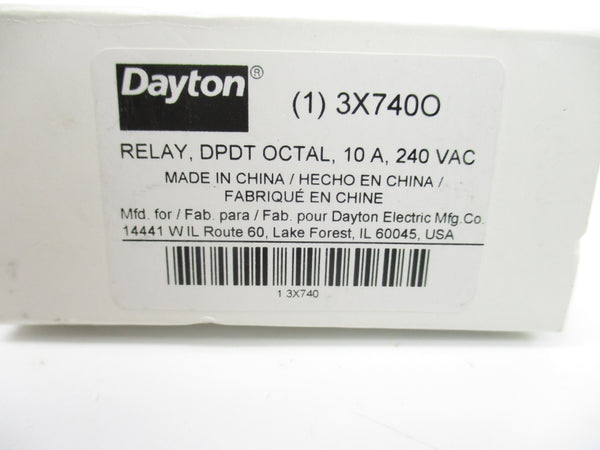 Dayton®
(1) 3X740O
RELAY, DPDT OCTAL, 10 A, 240 VAC
MADE IN CHINA / HECHO EN CHINA /
FABRIQUÉ EN CHINE
Mfd. for / Fab. para / Fab. pour Dayton Electric Mfg.Co.
14441 W IL Route 60, Lake Forest, IL 60045, USA
1 3X740